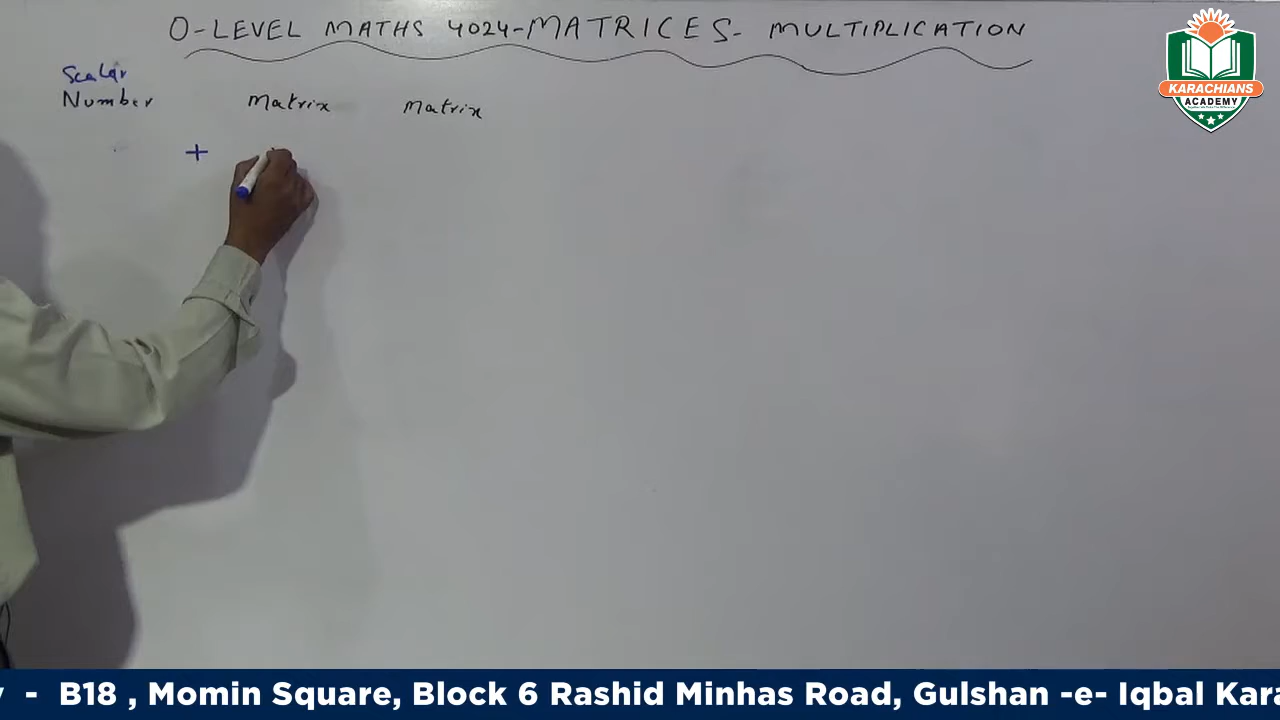 O-LEVEL MATHS 4024-MATRICES- MULTIPLICATION
Scalar
Number Matrix Matrix
+
KARACHIANS
ACADEMY
- B18 , Momin Square, Block 6 Rashid Minhas Road, Gulshan -e- Iqbal Kara